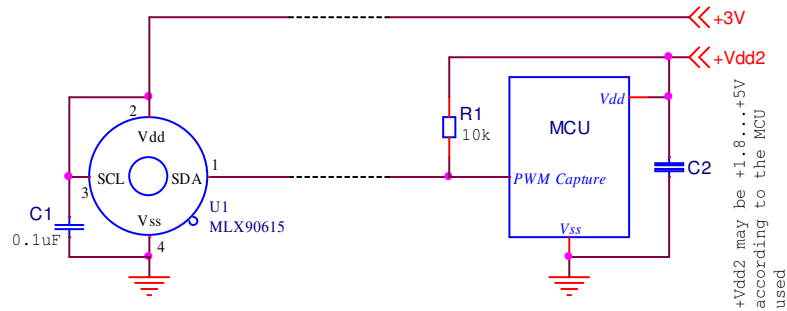 +3V
+Vdd2
2
Vdd
SCL
SDA
1
3
Vss
4
U1
MLX90615
C1
0.1uF
R1
10k
MCU
Vdd
PWM Capture
Vss
C2
+Vdd2 may be +1.8...+5V
according to the MCU
used